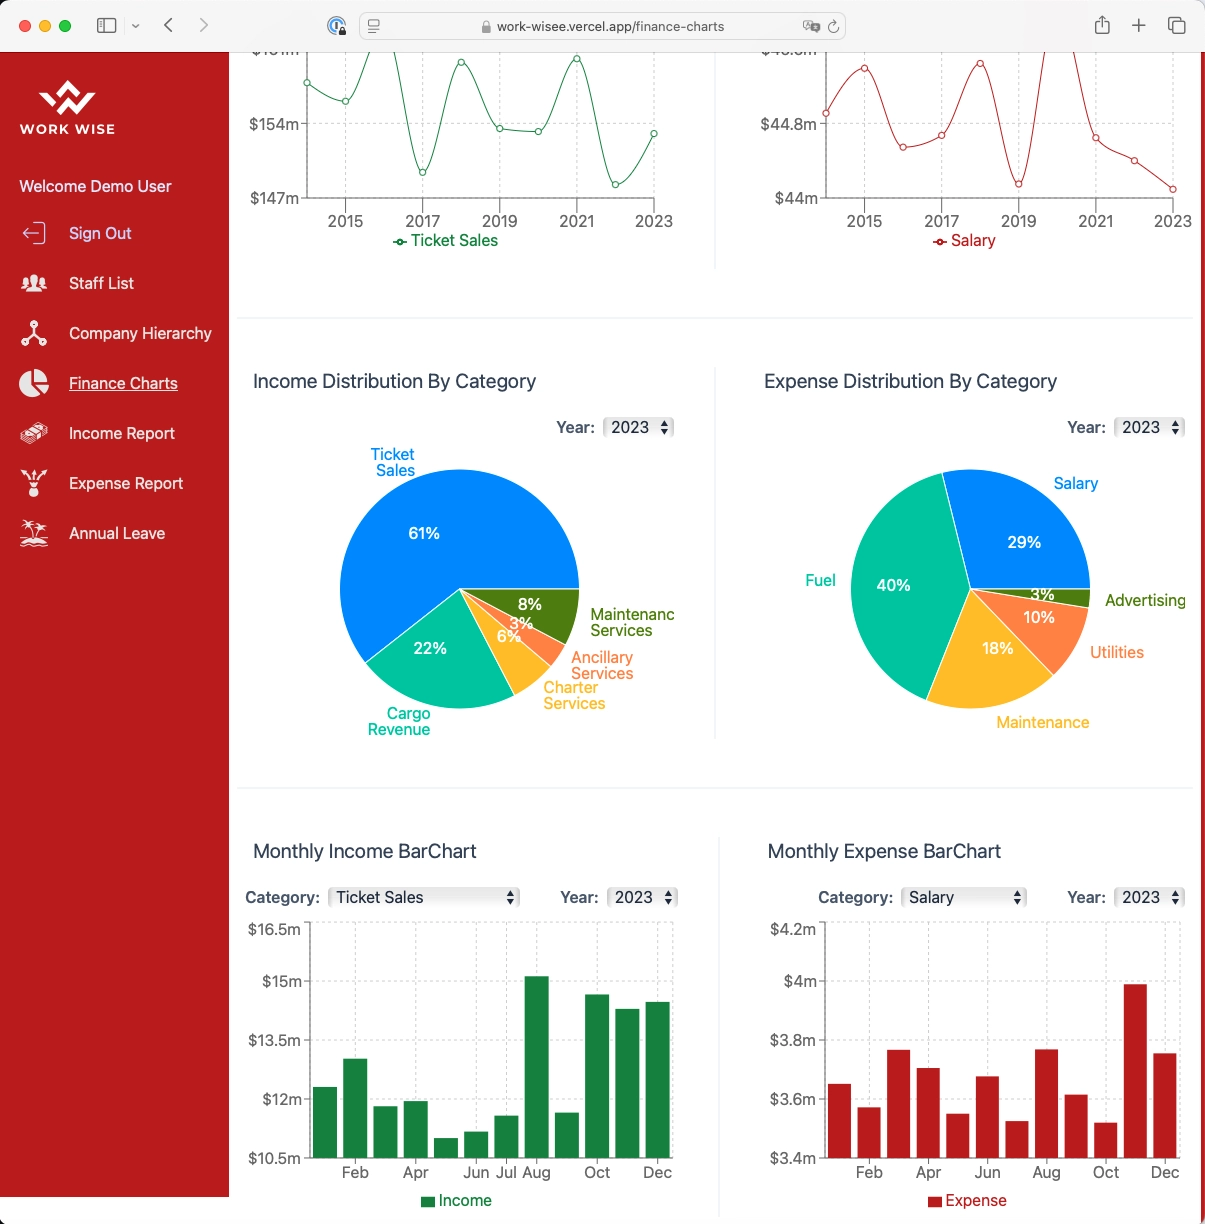 work-wisee.vercel.app/finance-charts
WORK WISE
Welcome Demo User
Sign Out
Staff List
Company Hierarchy
Finance Charts
Income Report
Expense Report
Annual Leave
$154m
$147m
2015 2017 2019 2021 2023
Ticket Sales
$44.8m
$44m
2015 2017 2019 2021 2023
Salary
Income Distribution By Category
Year: 2023
Ticket
Sales
61%
8%
3%
6%
22%
Maintenanc
Services
Ancillary
Services
Charter
Services
Cargo
Revenue
Expense Distribution By Category
Year: 2023
Salary
29%
Fuel
40%
3%
Advertising
10%
18%
Utilities
Maintenance
Monthly Income BarChart
Category: Ticket Sales Year: 2023
$16.5m
$15m
$13.5m
$12m
$10.5m
Feb Apr Jun Jul Aug Oct Dec
Income
Monthly Expense BarChart
Category: Salary Year: 2023
$4.2m
$4m
$3.8m
$3.6m
$3.4m
Feb Apr Jun Aug Oct Dec
Expense